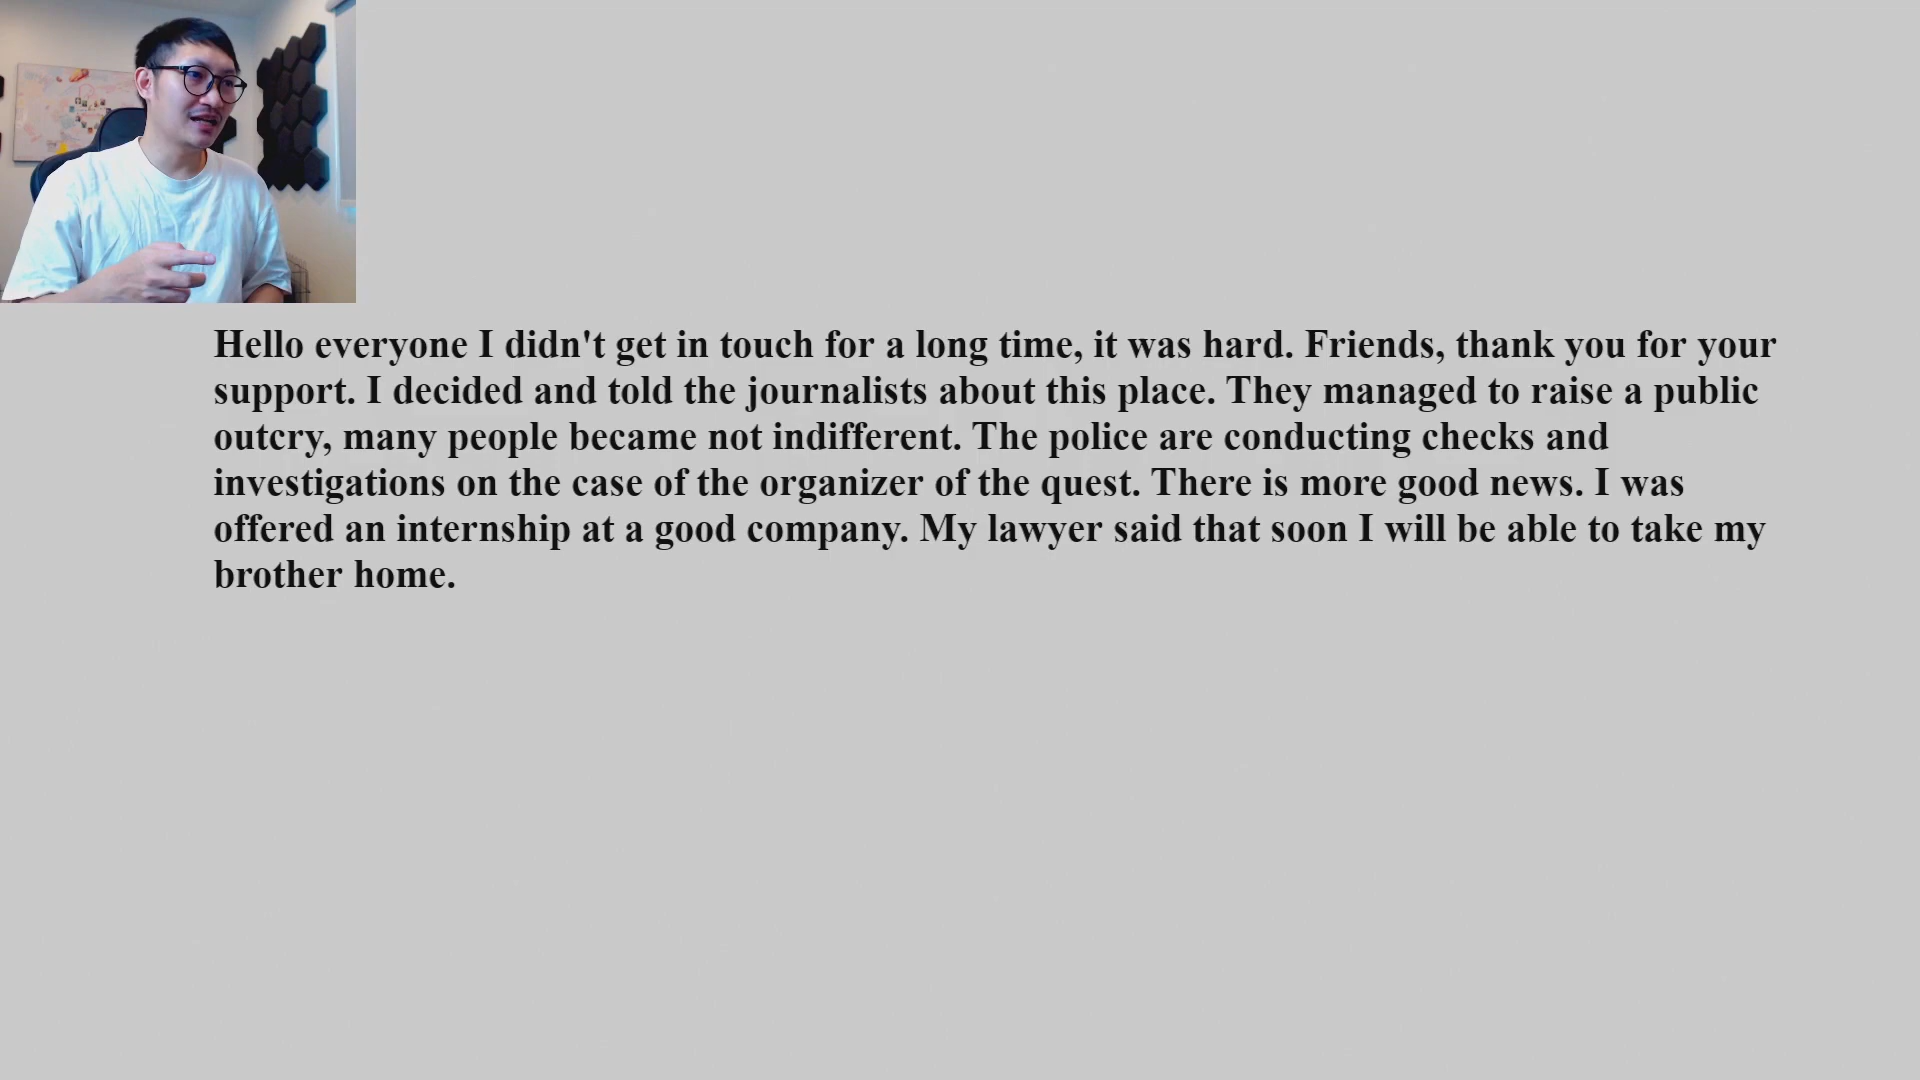 Hello everyone I didn't get in touch for a long time, it was hard. Friends, thank you for your
support. I decided and told the journalists about this place. They managed to raise a public
outcry, many people became not indifferent. The police are conducting checks and
investigations on the case of the organizer of the quest. There is more good news. I was
offered an internship at a good company. My lawyer said that soon I will be able to take my
brother home.